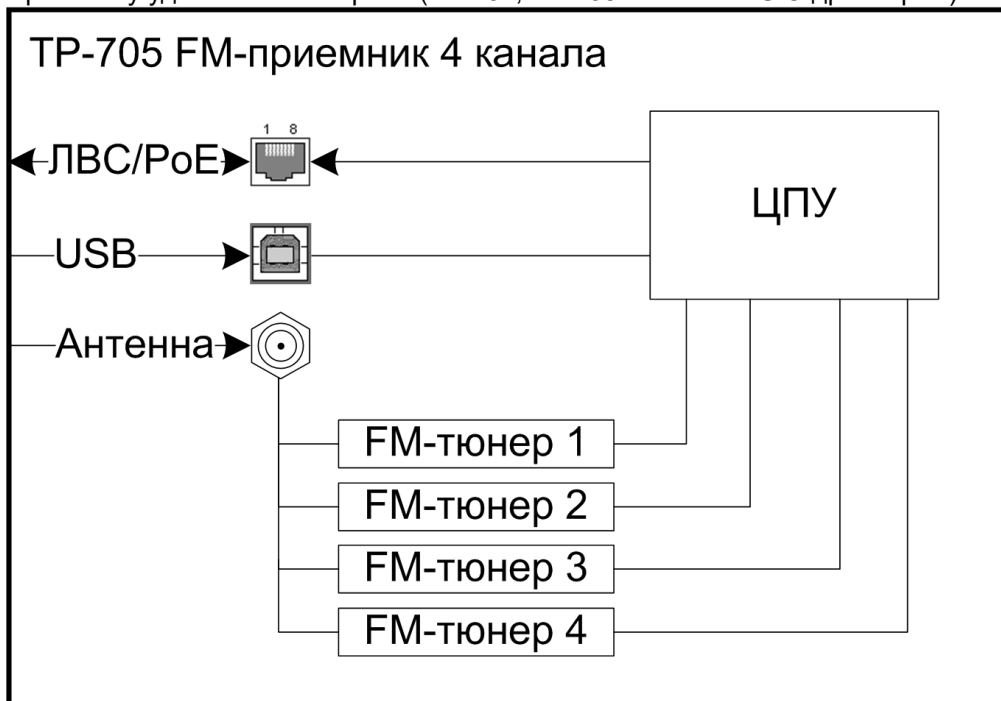 ТР-705 FM-приемник 4 канала
1 8
ЛВС/PoE
ЦПУ
USB
Антенна
FM-тюнер 1
FM-тюнер 2
FM-тюнер 3
FM-тюнер 4